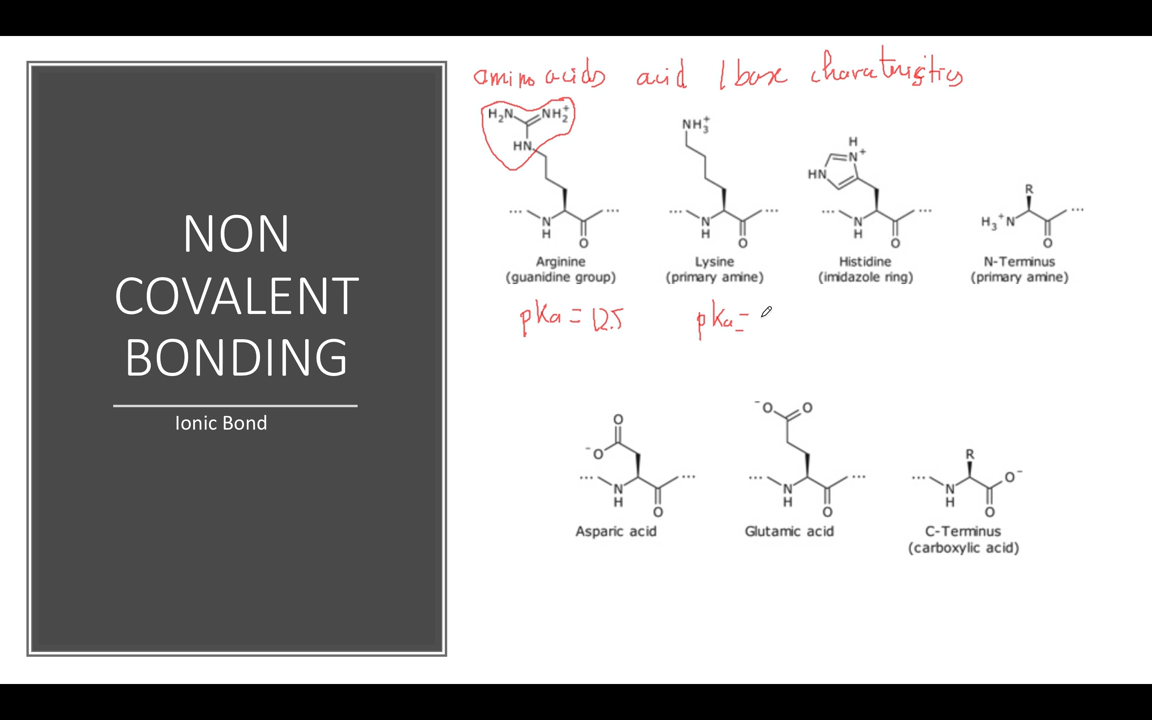 NON
COVALENT
BONDING
Ionic Bond
amino acids acid / base charateristics
H₂N NH₂⁺
HN
N
H
O
Arginine
(guanidine group)
NH₃⁺
N
H
O
Lysine
(primary amine)
H
N⁺
HN
N
H
O
Histidine
(imidazole ring)
R
H₃⁺N
O
N-Terminus
(primary amine)
pKa = 12.5
pKa =
O
⁻O
N
H
O
Asparic acid
⁻O O
N
H
O
Glutamic acid
R
O⁻
N
H
O
C-Terminus
(carboxylic acid)